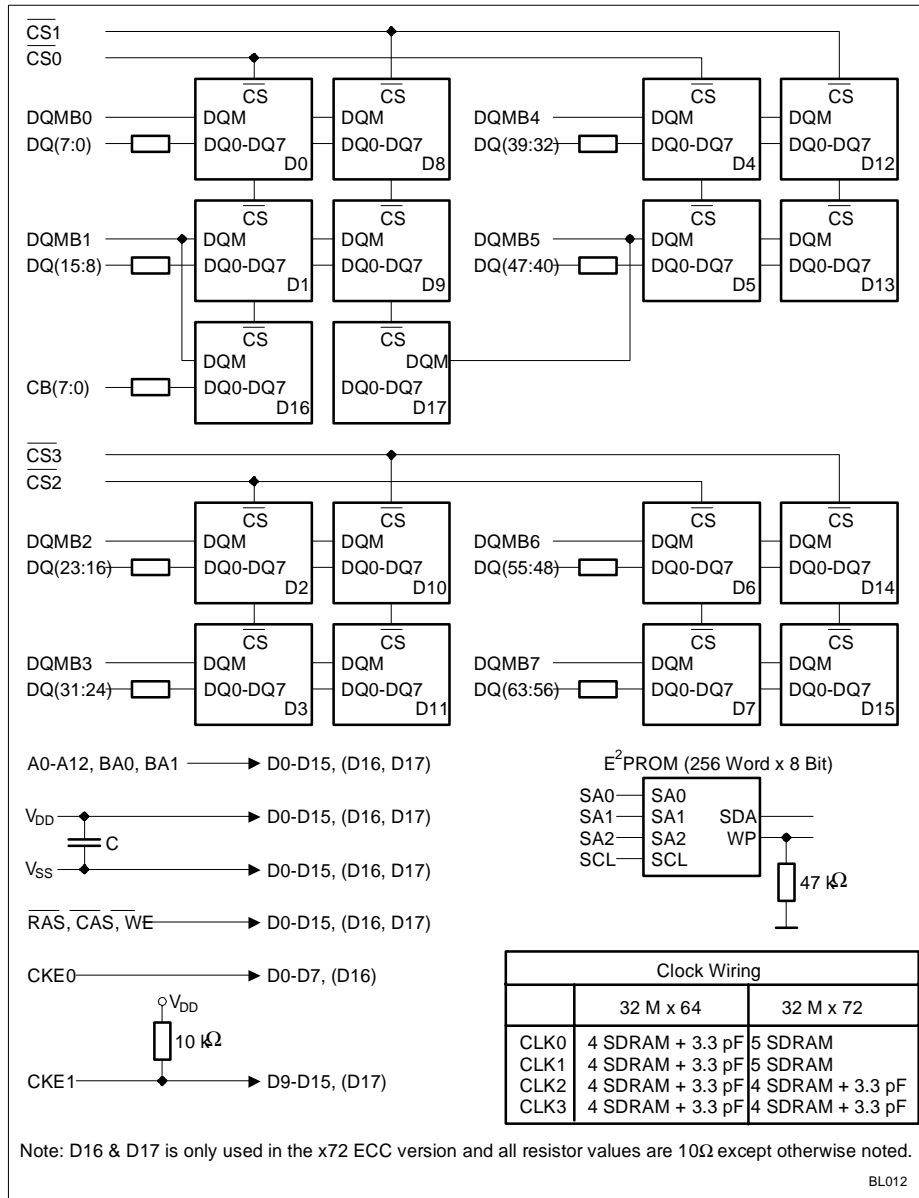 CS1
CS0
CS CS CS CS
DQMB0 DQM DQM DQMB4 DQM DQM
DQ(7:0) DQ0-DQ7 DQ0-DQ7 DQ(39:32) DQ0-DQ7 DQ0-DQ7
D0 D8 D4 D12
CS CS CS CS
DQMB1 DQM DQM DQMB5 DQM DQM
DQ(15:8) DQ0-DQ7 DQ0-DQ7 DQ(47:40) DQ0-DQ7 DQ0-DQ7
D1 D9 D5 D13
CS CS
DQM DQM
CB(7:0) DQ0-DQ7 DQ0-DQ7
D16 D17
CS3
CS2
CS CS CS CS
DQMB2 DQM DQM DQMB6 DQM DQM
DQ(23:16) DQ0-DQ7 DQ0-DQ7 DQ(55:48) DQ0-DQ7 DQ0-DQ7
D2 D10 D6 D14
CS CS CS CS
DQMB3 DQM DQM DQMB7 DQM DQM
DQ(31:24) DQ0-DQ7 DQ0-DQ7 DQ(63:56) DQ0-DQ7 DQ0-DQ7
D3 D11 D7 D15
A0-A12, BA0, BA1 D0-D15, (D16, D17)
VDD D0-D15, (D16, D17)
C
VSS D0-D15, (D16, D17)
RAS, CAS, WE D0-D15, (D16, D17)
CKE0 D0-D7, (D16)
VDD
10 kΩ
CKE1 D9-D15, (D17)
E²PROM (256 Word x 8 Bit)
SA0 SA0
SA1 SA1 SDA
SA2 SA2 WP
SCL SCL
47 kΩ
Clock Wiring
32 M x 64 32 M x 72
CLK0 4 SDRAM + 3.3 pF 5 SDRAM
CLK1 4 SDRAM + 3.3 pF 5 SDRAM
CLK2 4 SDRAM + 3.3 pF 4 SDRAM + 3.3 pF
CLK3 4 SDRAM + 3.3 pF 4 SDRAM + 3.3 pF
Note: D16 & D17 is only used in the x72 ECC version and all resistor values are 10Ω except otherwise noted.
BL012